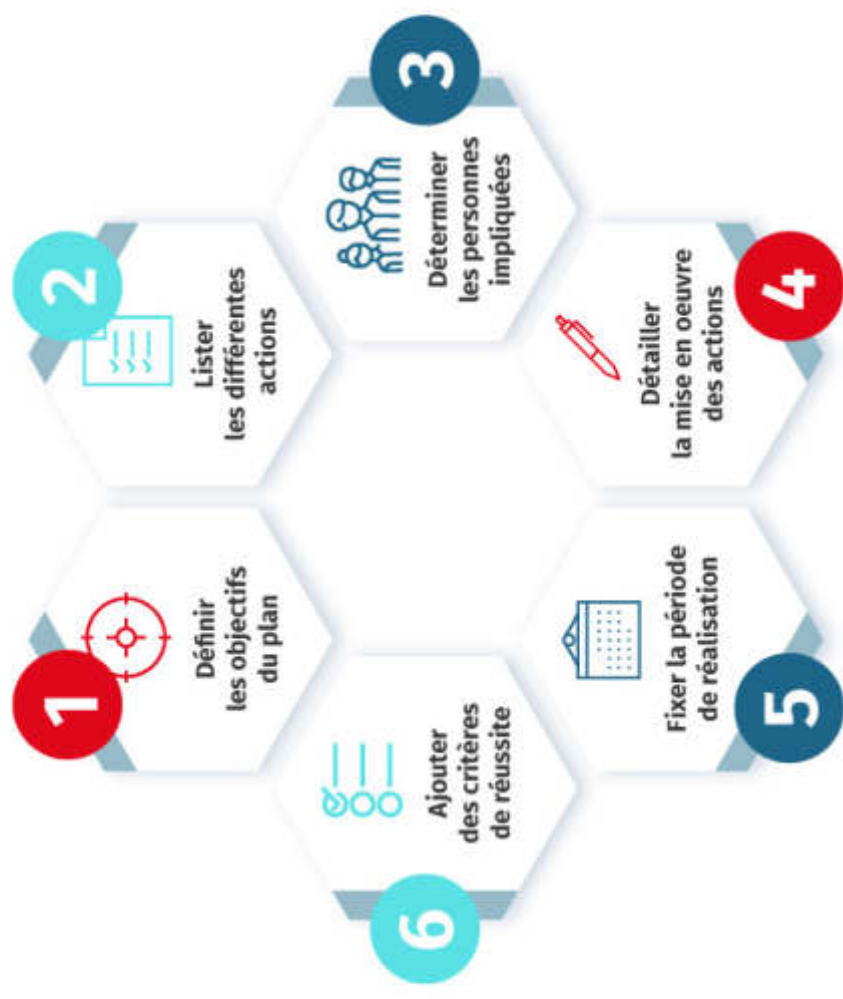 1
Définir
les objectifs
du plan
2
Lister
les différentes
actions
3
Déterminer
les personnes
impliquées
4
Détailler
la mise en oeuvre
des actions
5
Fixer la période
de réalisation
6
Ajouter
des critères
de réussite